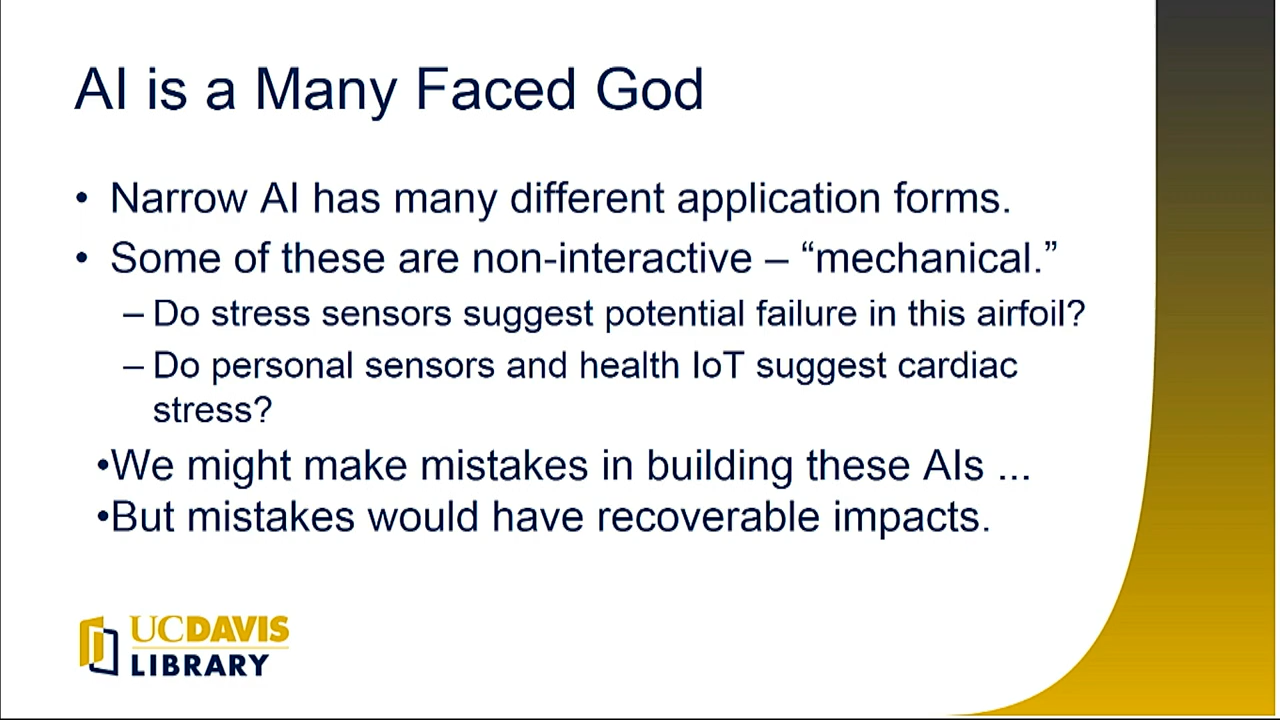 AI is a Many Faced God
• Narrow AI has many different application forms.
• Some of these are non-interactive – “mechanical.”
– Do stress sensors suggest potential failure in this airfoil?
– Do personal sensors and health IoT suggest cardiac
stress?
•We might make mistakes in building these AIs ...
•But mistakes would have recoverable impacts.
UCDAVIS
LIBRARY